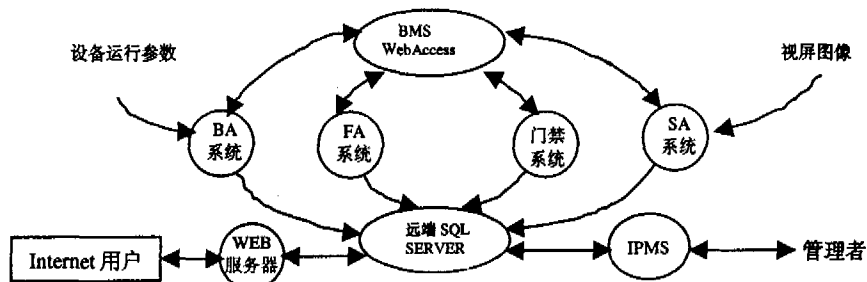 BMS
WebAccess
设备运行参数
视屏图像
BA
系统
FA
系统
门禁
系统
SA
系统
远端 SQL
SERVER
Internet 用户
WEB
服务器
IPMS
管理者